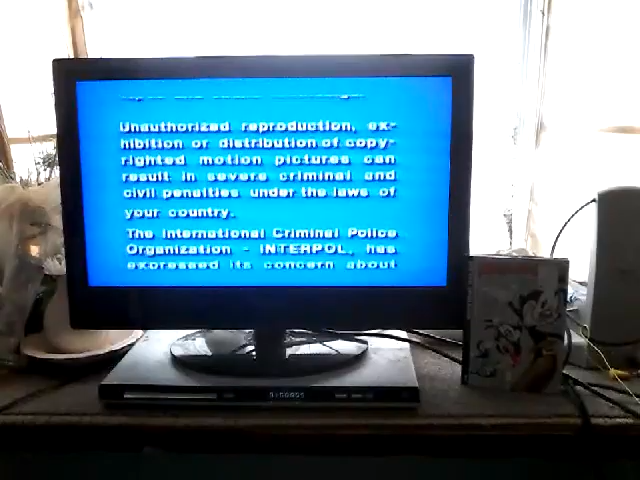 Unauthorized reproduction, ex-
hibition or distribution of copy-
righted motion pictures can
result in severe criminal and
civil penalties under the laws of
your country.
The International Criminal Police
Organization - INTERPOL, has
expressed its concern about